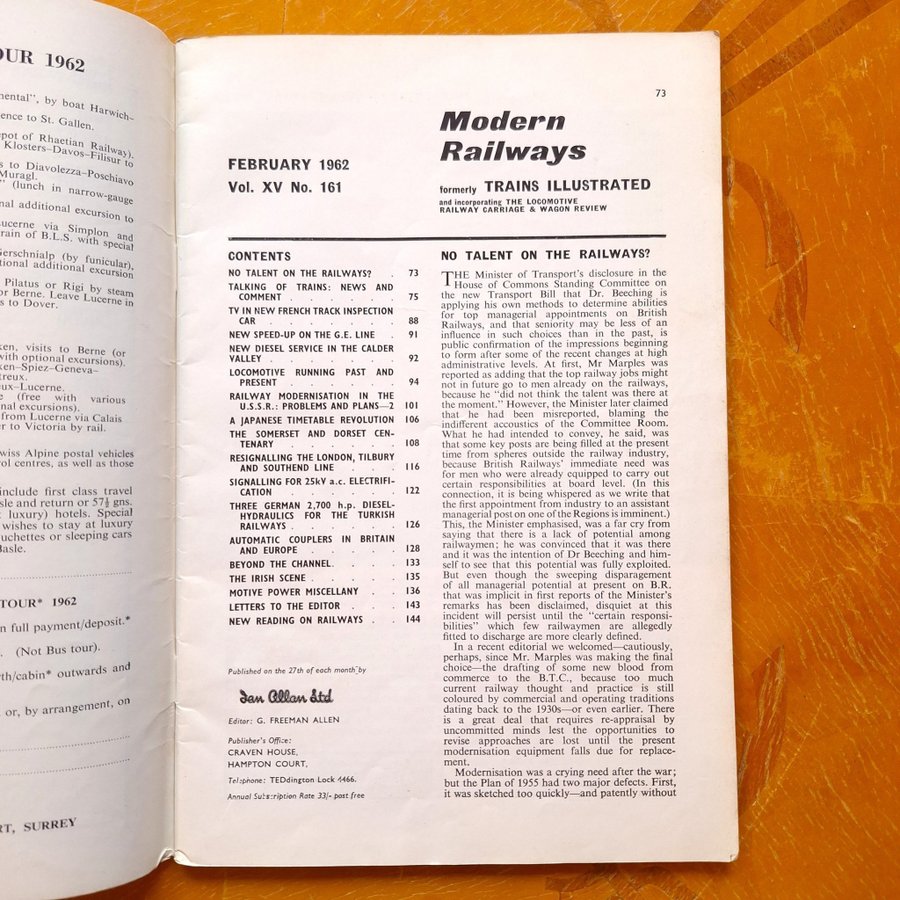 OUR 1962
mental", by boat Harwich-
ence to St. Gallen.
epot of Rhaetian Railway).
Klosters–Davos–Filisur to
s to Diavolezza–Poschiavo
Muragl.
" (lunch in narrow-gauge
nal additional excursion to
Lucerne via Simplon and
train of B.L.S. with special
Gerschnialp (by funicular),
tional additional excursion
Pilatus or Rigi by steam
or Berne. Leave Lucerne in
s to Dover.
ken, visits to Berne (or
with optional excursions).
ken–Spiez–Geneva–
treux.
eux–Lucerne.
e (free with various
nal excursions).
from Lucerne via Calais
er to Victoria by rail.
wiss Alpine postal vehicles
rol centres, as well as those
include first class travel
sle and return or 57½ gns.
t luxury) hotels. Special
wishes to stay at luxury
uchettes or sleeping cars
Basle.
TOUR* 1962
n full payment/deposit.*
. (Not Bus tour).
rth/cabin* outwards and
d or, by arrangement, on
RT, SURREY
73
Modern
Railways
FEBRUARY 1962
Vol. XV No. 161
formerly TRAINS ILLUSTRATED
and incorporating THE LOCOMOTIVE
RAILWAY CARRIAGE & WAGON REVIEW
CONTENTS
NO TALENT ON THE RAILWAYS? . 73
TALKING OF TRAINS: NEWS AND
COMMENT . . . . . . 75
TV IN NEW FRENCH TRACK INSPECTION
CAR . . . . . . . 88
NEW SPEED-UP ON THE G.E. LINE . 91
NEW DIESEL SERVICE IN THE CALDER
VALLEY . . . . . . 92
LOCOMOTIVE RUNNING PAST AND
PRESENT . . . . . . 94
RAILWAY MODERNISATION IN THE
U.S.S.R.: PROBLEMS AND PLANS—2 101
A JAPANESE TIMETABLE REVOLUTION 106
THE SOMERSET AND DORSET CEN-
TENARY . . . . . . 108
RESIGNALLING THE LONDON, TILBURY
AND SOUTHEND LINE . . . . 116
SIGNALLING FOR 25kV a.c. ELECTRIFI-
CATION . . . . . . 122
THREE GERMAN 2,700 h.p. DIESEL-
HYDRAULICS FOR THE TURKISH
RAILWAYS . . . . . . 126
AUTOMATIC COUPLERS IN BRITAIN
AND EUROPE . . . . . 128
BEYOND THE CHANNEL. . . . 133
THE IRISH SCENE . . . . . 135
MOTIVE POWER MISCELLANY . . 136
LETTERS TO THE EDITOR . . . 143
NEW READING ON RAILWAYS . . 144
Published on the 27th of each month by
Ian Allan Ltd
Editor: G. FREEMAN ALLEN
Publisher's Office:
CRAVEN HOUSE,
HAMPTON COURT,
Telephone: TEDdington Lock 4466.
Annual Subscription Rate 33/- post free
NO TALENT ON THE RAILWAYS?
THE Minister of Transport's disclosure in the
House of Commons Standing Committee on
the new Transport Bill that Dr. Beeching is
applying his own methods to determine abilities
for top managerial appointments on British
Railways, and that seniority may be less of an
influence in such choices than in the past, is
public confirmation of the impressions beginning
to form after some of the recent changes at high
administrative levels. At first, Mr Marples was
reported as adding that the top railway jobs might
not in future go to men already on the railways,
because he "did not think the talent was there at
the moment." However, the Minister later claimed
that he had been misreported, blaming the
indifferent accoustics of the Committee Room.
What he had intended to convey, he said, was
that some key posts are being filled at the present
time from spheres outside the railway industry,
because British Railways' immediate need was
for men who were already equipped to carry out
certain responsibilities at board level. (In this
connection, it is being whispered as we write that
the first appointment from industry to an assistant
managerial post on one of the Regions is imminent.)
This, the Minister emphasised, was a far cry from
saying that there is a lack of potential among
railwaymen; he was convinced that it was there
and it was the intention of Dr Beeching and him-
self to see that this potential was fully exploited.
But even though the sweeping disparagement
of all managerial potential at present on B.R.
that was implicit in first reports of the Minister's
remarks has been disclaimed, disquiet at this
incident will persist until the "certain responsi-
bilities" which few railwaymen are allegedly
fitted to discharge are more clearly defined.
In a recent editorial we welcomed—cautiously,
perhaps, since Mr. Marples was making the final
choice—the drafting of some new blood from
commerce to the B.T.C., because too much
current railway thought and practice is still
coloured by commercial and operating traditions
dating back to the 1930s—or even earlier. There
is a great deal that requires re-appraisal by
uncommitted minds lest the opportunities to
revise approaches are lost until the present
modernisation equipment falls due for replace-
ment.
Modernisation was a crying need after the war;
but the Plan of 1955 had two major defects. First,
it was sketched too quickly—and patently without